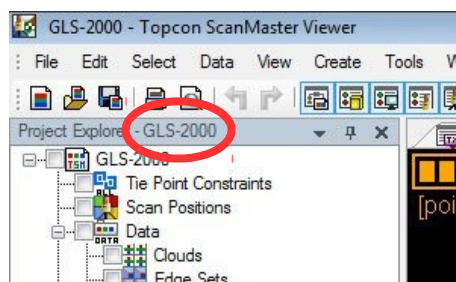 GLS-2000 - Topcon ScanMaster Viewer
File Edit Select Data View Create Tools
Project Explorer - GLS-2000
GLS-2000
Tie Point Constraints
Scan Positions
Data
Clouds
Edge Sets
[poi